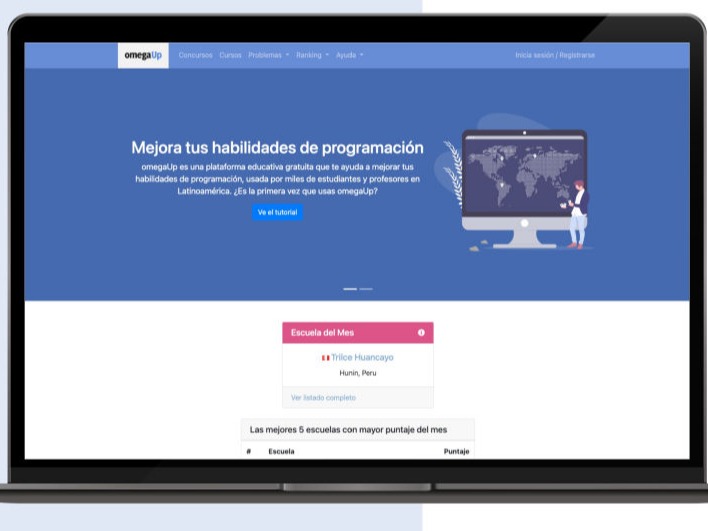 omegaUp
Concursos Cursos Problemas Ranking Ayuda
Inicia sesión / Registrarse
Mejora tus habilidades de programación
omegaUp es una plataforma educativa gratuita que te ayuda a mejorar tus
habilidades de programación, usada por miles de estudiantes y profesores en
Latinoamérica. ¿Es la primera vez que usas omegaUp?
Ve el tutorial
Escuela del Mes
Trilce Huancayo
Hunin, Peru
Ver listado completo
Las mejores 5 escuelas con mayor puntaje del mes
# Escuela Puntaje